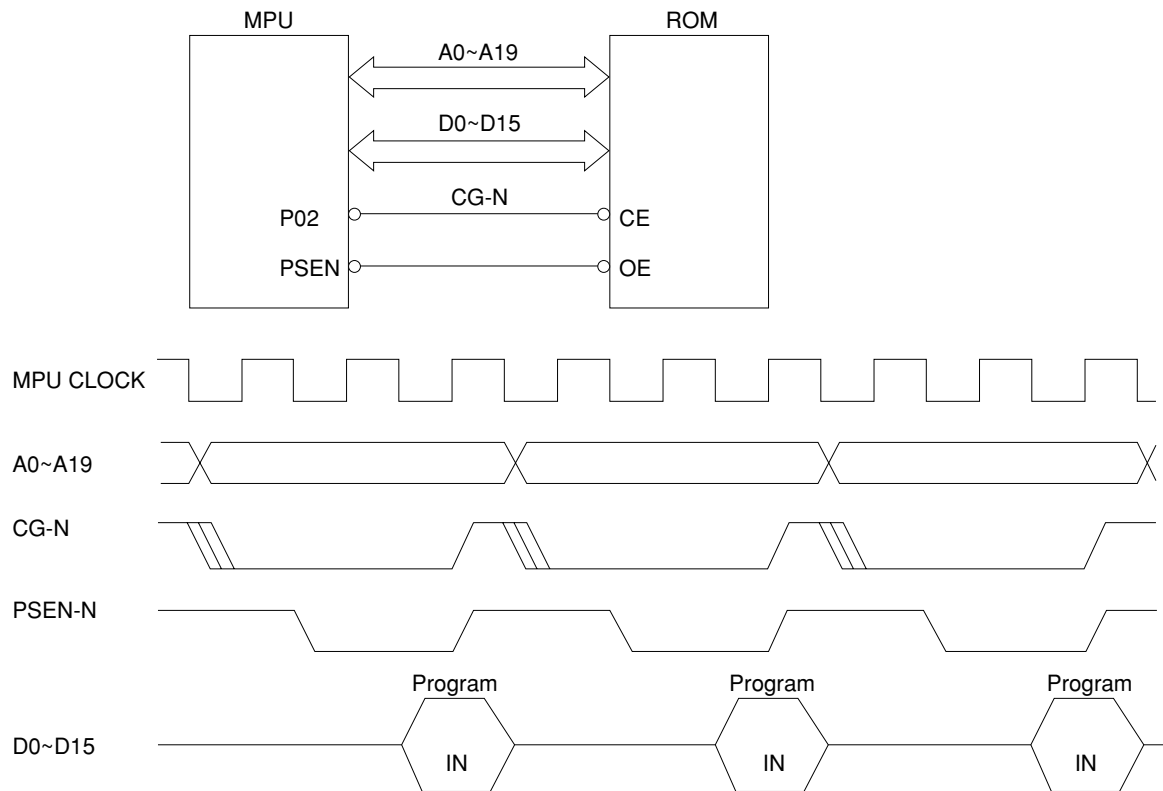 MPU ROM
A0~A19
D0~D15
CG-N
P02 CE
PSEN OE
MPU CLOCK
A0~A19
CG-N
PSEN-N
Program Program Program
D0~D15 IN IN IN